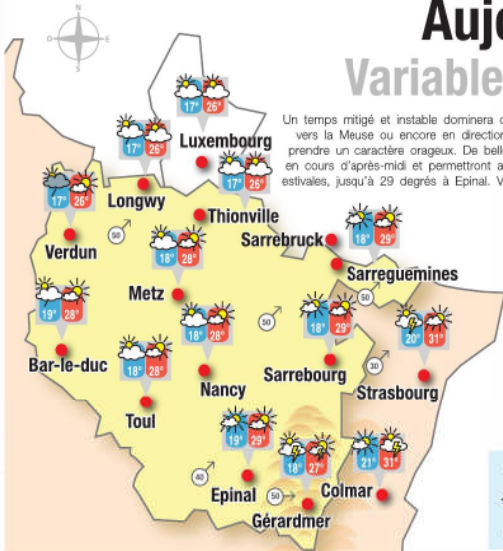 N
O
E
S
Auje
Variable
Un temps mitigé et instable dominera
vers la Meuse ou encore en direction
prendre un caractère orageux. De belle
en cours d'après-midi et permettront a
estivales, jusqu'à 29 degrés à Epinal. V
17° 26°
Luxembourg
17° 26°
Longwy
17° 26°
Thionville
17° 26°
Verdun
50
18° 29°
Sarrebruck
Sarreguemines
50
18° 28°
Metz
19° 28°
Bar-le-duc
18° 28°
Nancy
50
18° 29°
Sarrebourg
20° 31°
Strasbourg
30
18° 28°
Toul
19° 29°
Epinal
40
18° 27°
Gérardmer
50
21° 31°
Colmar